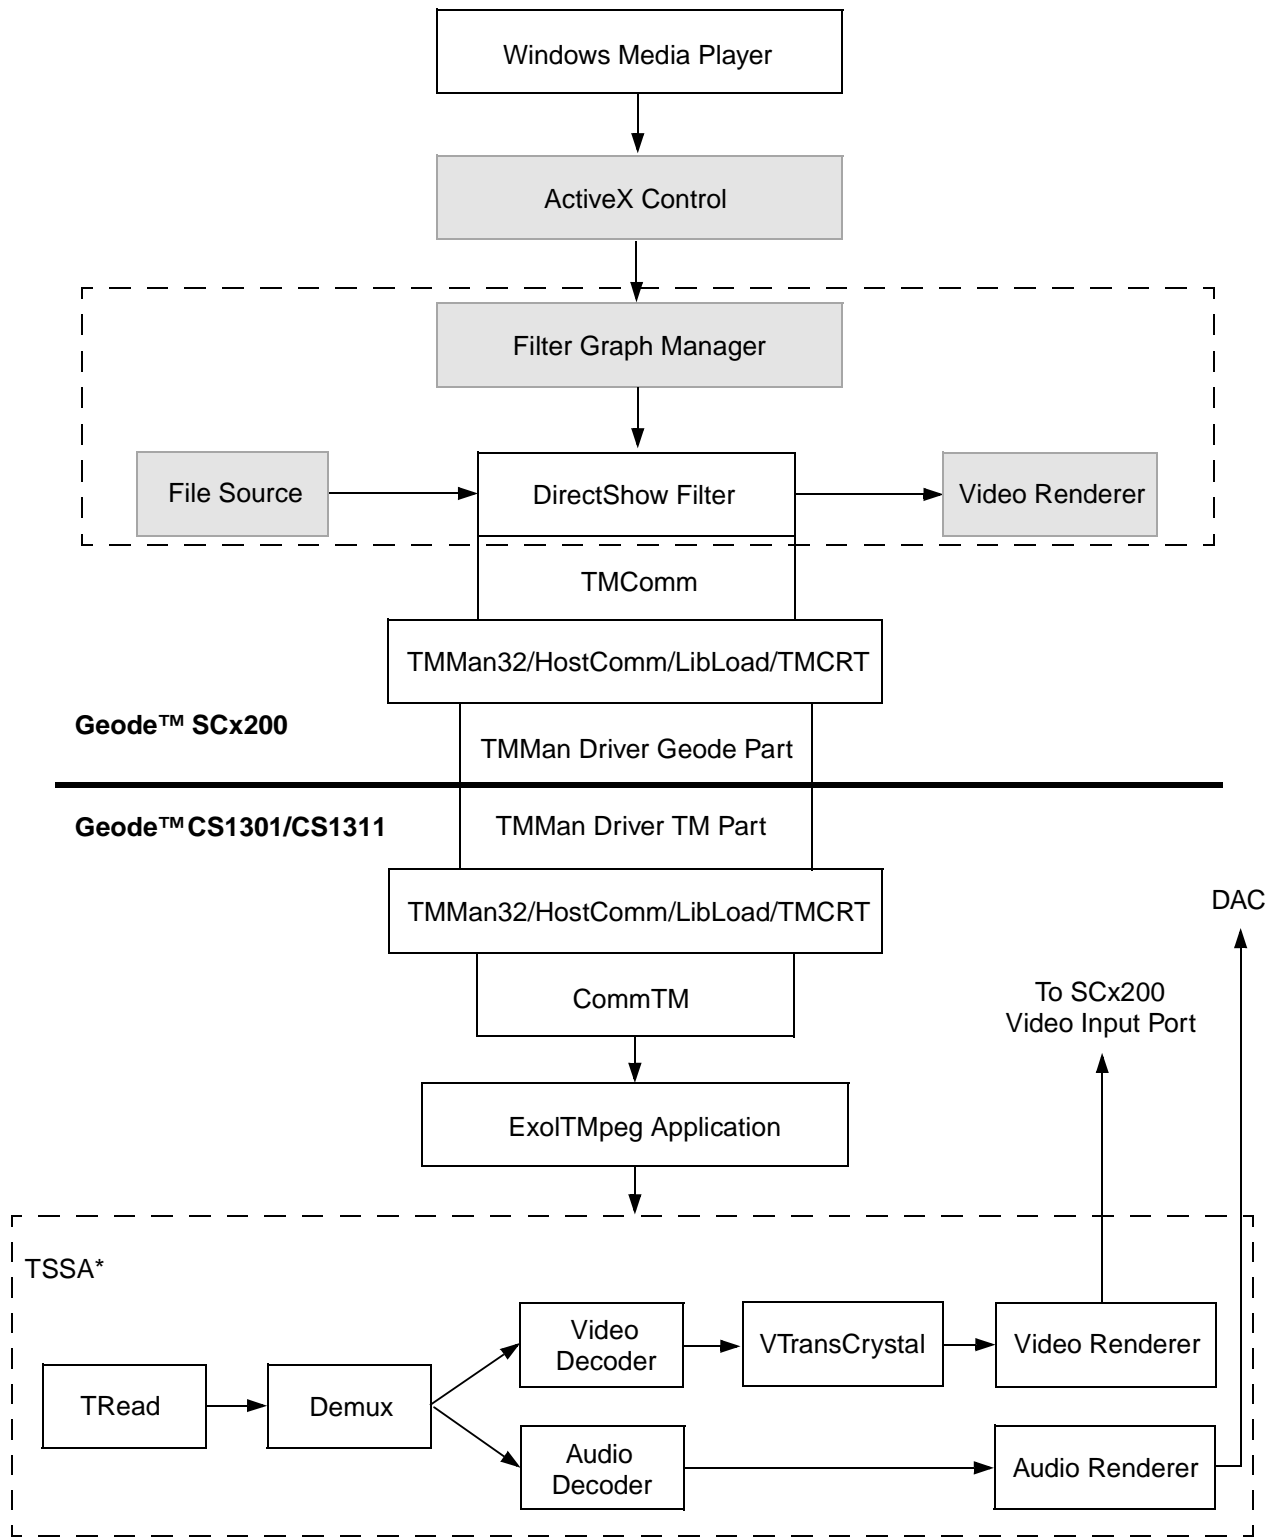 Windows Media Player
ActiveX Control
Filter Graph Manager
File Source
DirectShow Filter
Video Renderer
TMComm
TMMan32/HostComm/LibLoad/TMCRT
Geode™ SCx200
TMMan Driver Geode Part
Geode™CS1301/CS1311
TMMan Driver TM Part
TMMan32/HostComm/LibLoad/TMCRT
DAC
CommTM
To SCx200
Video Input Port
ExolTMpeg Application
TSSA*
Video
Decoder
VTransCrystal
Video Renderer
TRead
Demux
Audio
Decoder
Audio Renderer